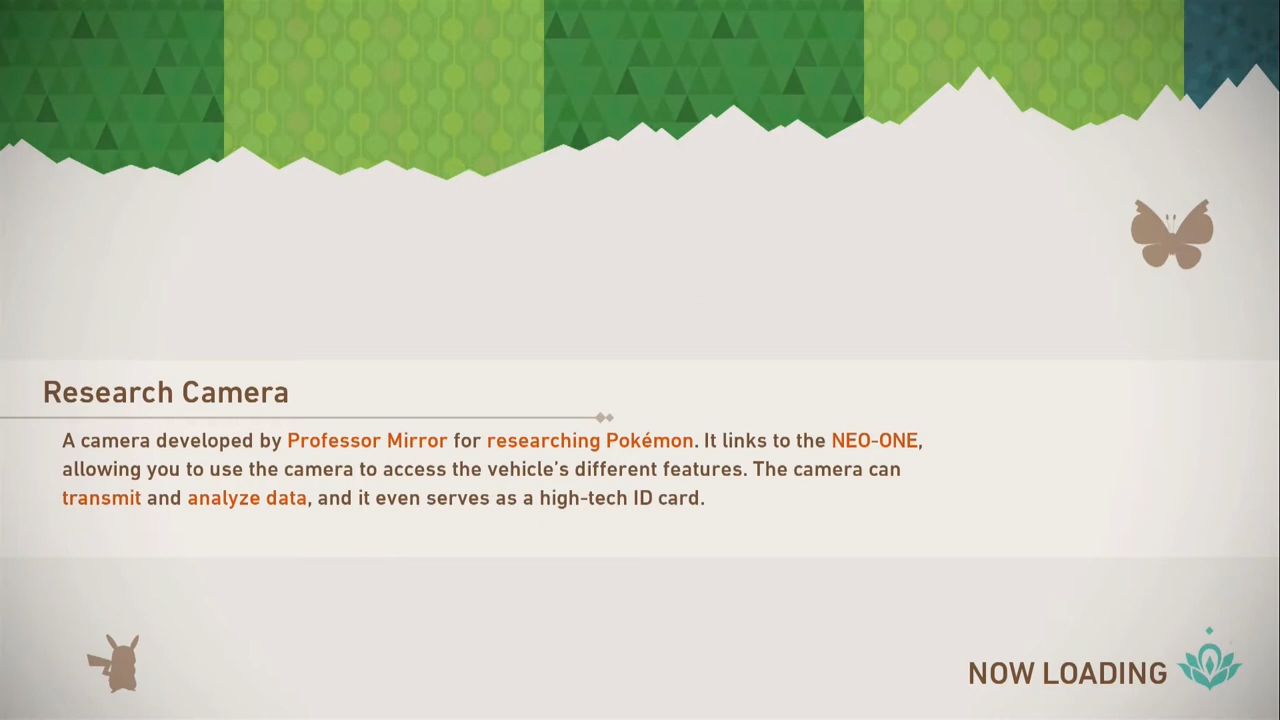 Research Camera
A camera developed by Professor Mirror for researching Pokémon. It links to the NEO-ONE,
allowing you to use the camera to access the vehicle's different features. The camera can
transmit and analyze data, and it even serves as a high-tech ID card.
NOW LOADING